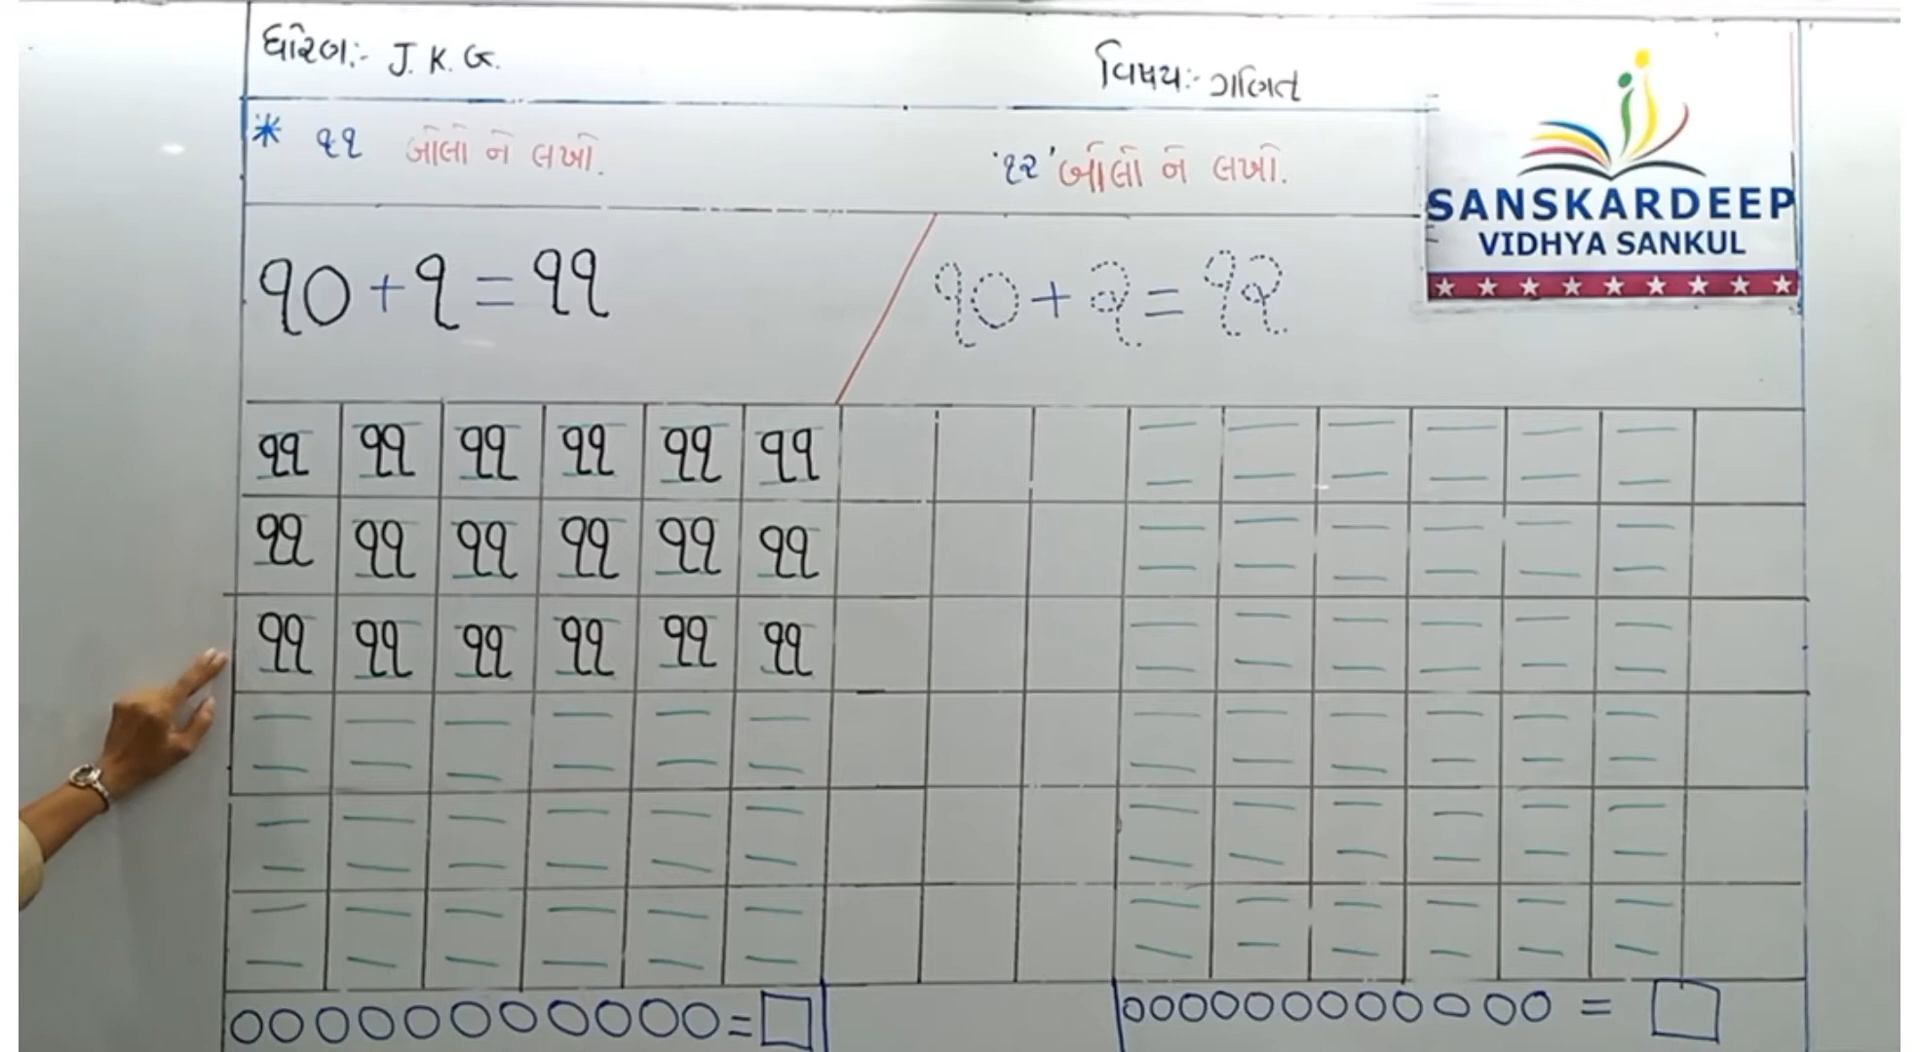 ધોરણ:- J. K. G.
વિષય:- ગણિત
* ૧૧ બોલો ને લખો.
'૧૨' બોલો ને લખો.
SANSKARDEEP
VIDHYA SANKUL
૧૦ + ૧ = ૧૧
૧૦ + ૨ = ૧૨
૧૧ ૧૧ ૧૧ ૧૧ ૧૧ ૧૧
૧૧ ૧૧ ૧૧ ૧૧ ૧૧ ૧૧
૧૧ ૧૧ ૧૧ ૧૧ ૧૧ ૧૧